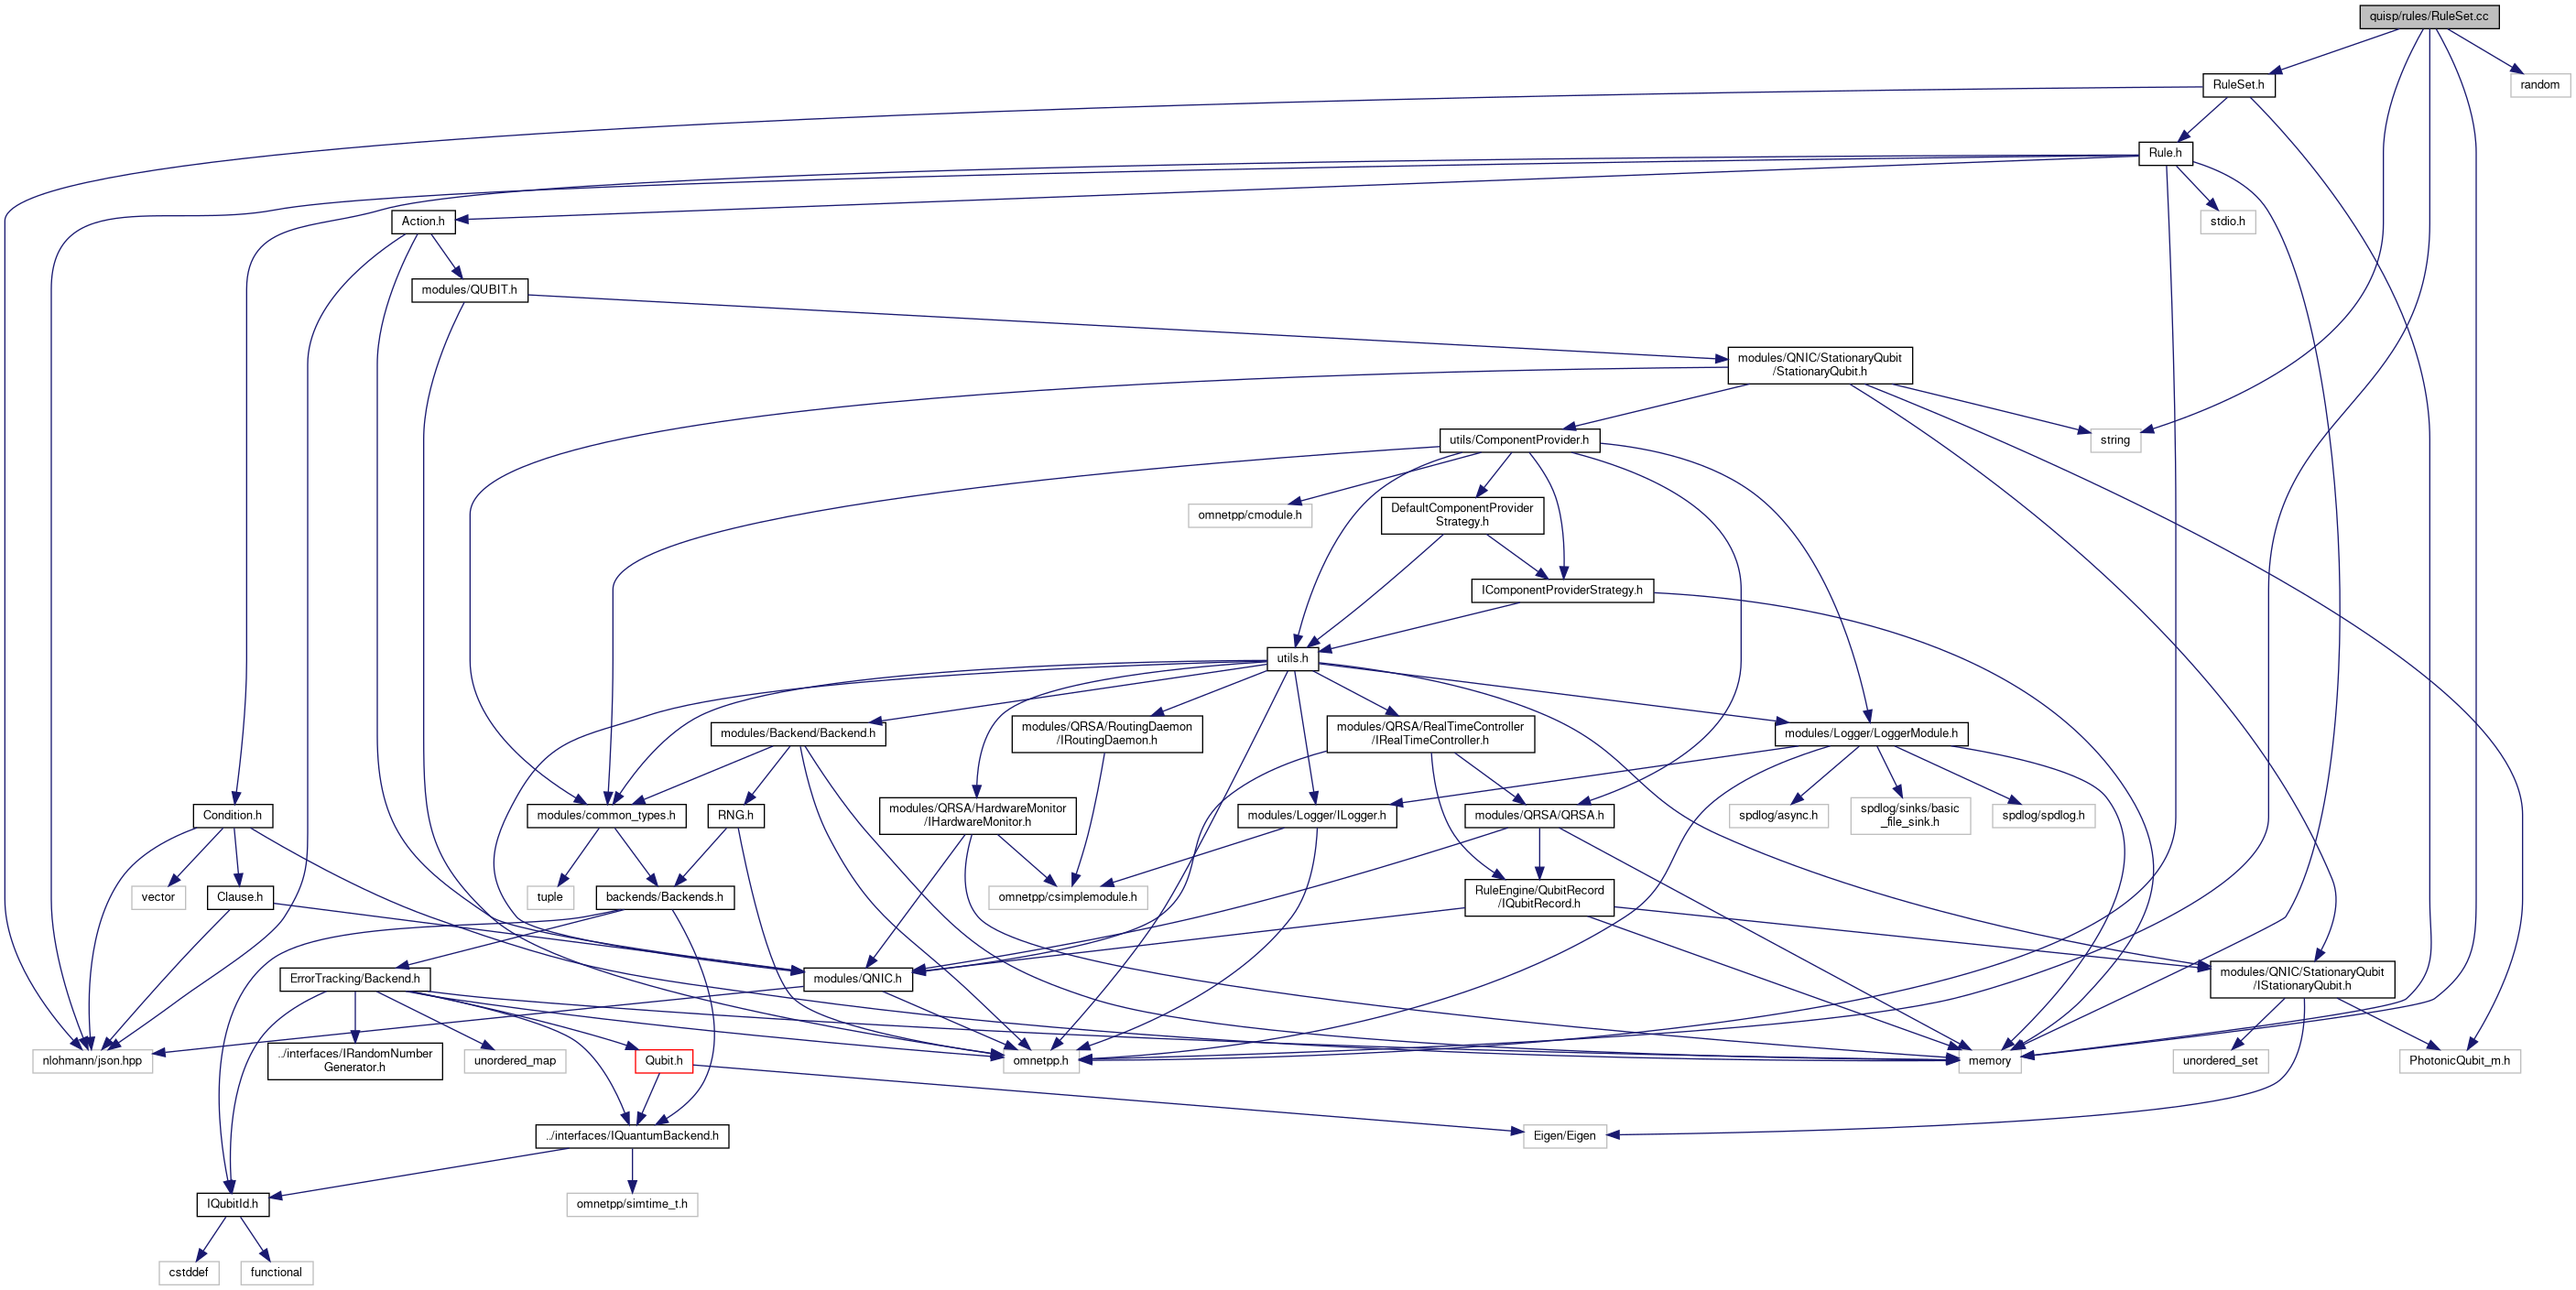 quisp/rules/RuleSet.cc
RuleSet.h
random
Rule.h
Action.h
stdio.h
modules/QUBIT.h
modules/QNIC/StationaryQubit
/StationaryQubit.h
utils/ComponentProvider.h
string
omnetpp/cmodule.h
DefaultComponentProvider
Strategy.h
IComponentProviderStrategy.h
utils.h
modules/Backend/Backend.h
modules/QRSA/RoutingDaemon
/IRoutingDaemon.h
modules/QRSA/RealTimeController
/IRealTimeController.h
modules/Logger/LoggerModule.h
Condition.h
modules/common_types.h
RNG.h
modules/QRSA/HardwareMonitor
/IHardwareMonitor.h
modules/Logger/ILogger.h
modules/QRSA/QRSA.h
spdlog/async.h
spdlog/sinks/basic
_file_sink.h
spdlog/spdlog.h
vector
Clause.h
tuple
backends/Backends.h
omnetpp/csimplemodule.h
RuleEngine/QubitRecord
/IQubitRecord.h
ErrorTracking/Backend.h
modules/QNIC.h
modules/QNIC/StationaryQubit
/IStationaryQubit.h
nlohmann/json.hpp
../interfaces/IRandomNumber
Generator.h
unordered_map
Qubit.h
omnetpp.h
memory
unordered_set
PhotonicQubit_m.h
../interfaces/IQuantumBackend.h
Eigen/Eigen
IQubitId.h
omnetpp/simtime_t.h
cstddef
functional